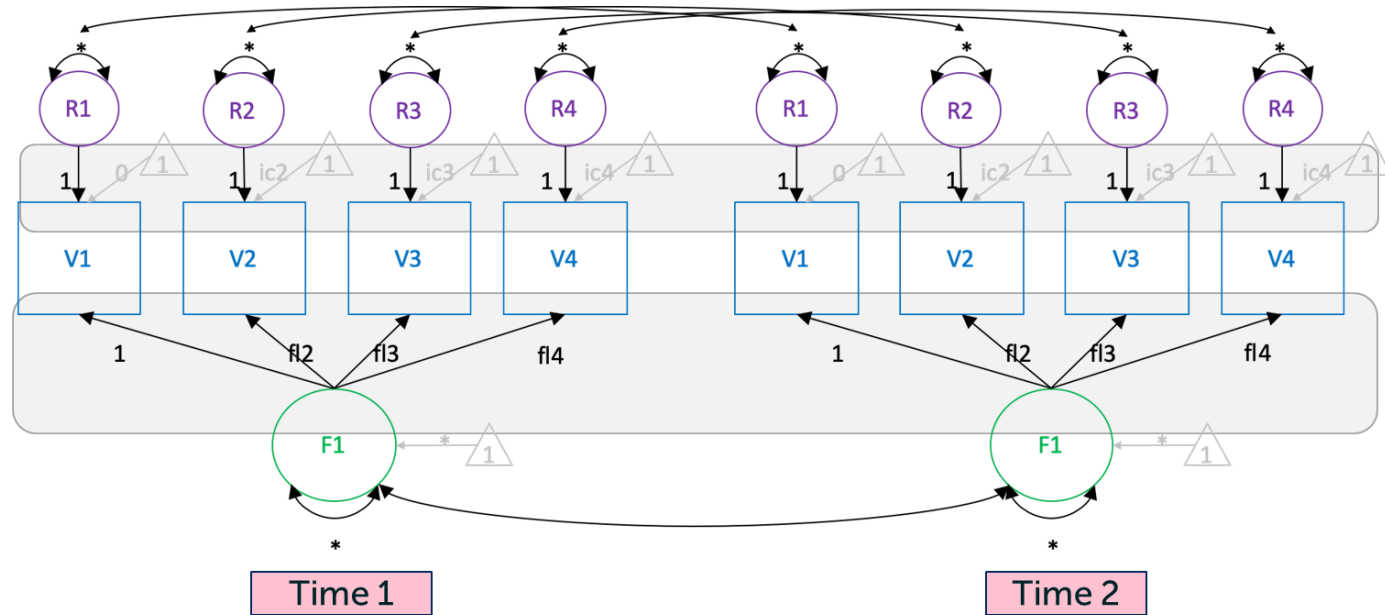 * * * * * * * *
R1 R2 R3 R4 R1 R2 R3 R4
1 0 1 1 ic2 1 1 ic3 1 1 ic4 1 1 0 1 1 ic2 1 1 ic3 1 1 ic4 1
V1 V2 V3 V4 V1 V2 V3 V4
1 fl2 fl3 fl4 1 fl2 fl3 fl4
F1 * 1 F1 * 1
* *
Time 1 Time 2